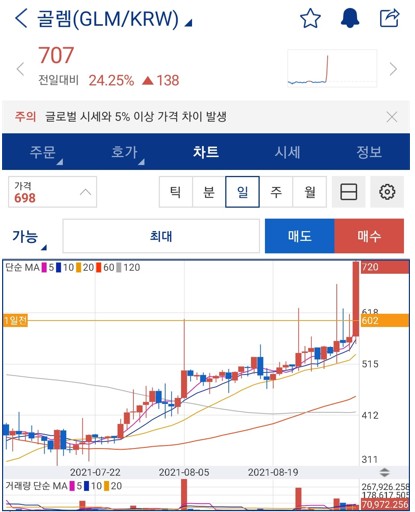 골렘(GLM/KRW)
707
전일대비 24.25% ▲138
주의 글로벌 시세와 5% 이상 가격 차이 발생
주문 호가 차트 시세 정보
가격
698
틱 분 일 주 월
가능 최대 매도 매수
단순 MA 5 10 20 60 120
720
618
1일전 602
515
412
311
2021-07-22 2021-08-05 2021-08-19
거래량 단순 MA 5 10 20
267,926.258
178,617.505
70,972.256